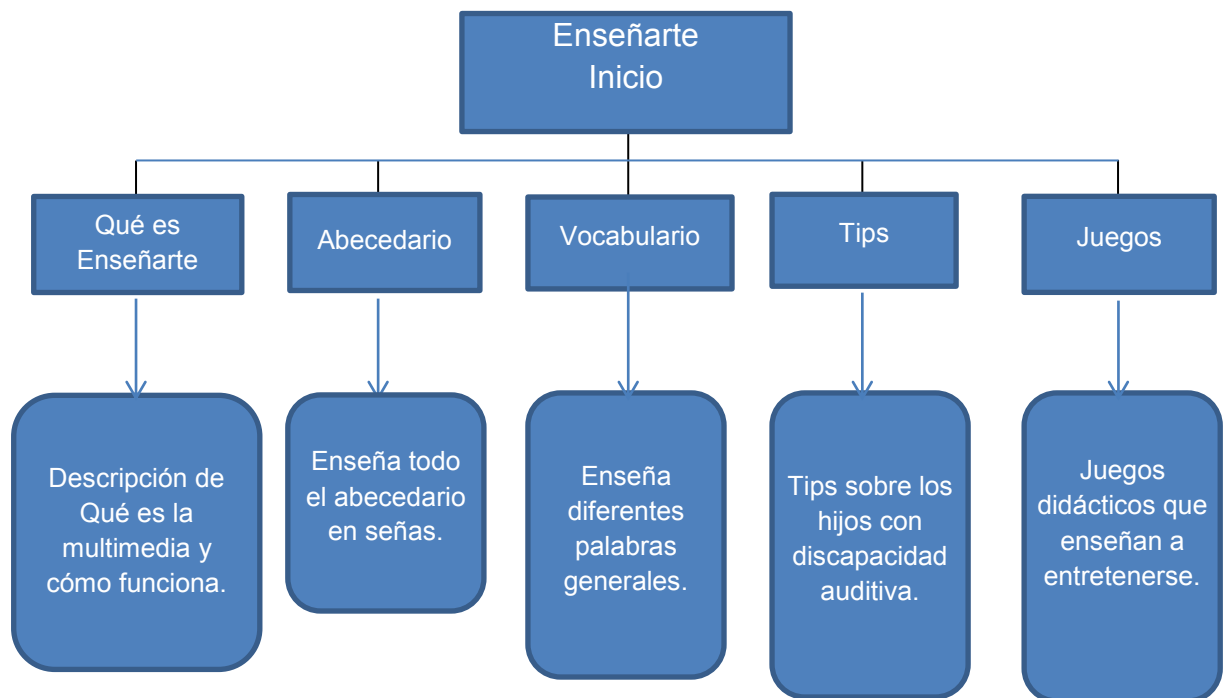 Enseñarte
Inicio
Qué es
Enseñarte
Abecedario
Vocabulario
Tips
Juegos
Descripción de
Qué es la
multimedia y
cómo funciona.
Enseña todo
el abecedario
en señas.
Enseña
diferentes
palabras
generales.
Tips sobre los
hijos con
discapacidad
auditiva.
Juegos
didácticos que
enseñan a
entretenerse.